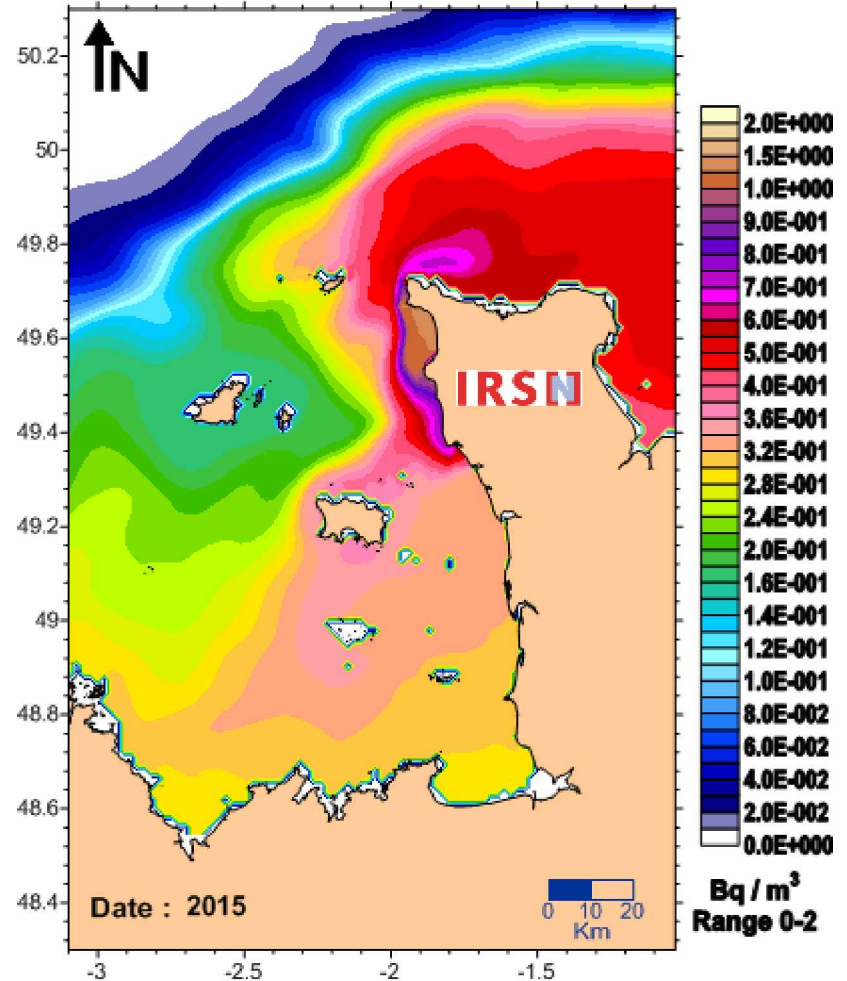 N
50.2
50
49.8
49.6
49.4
49.2
49
48.8
48.6
48.4
-3
-2.5
-2
-1.5
IRSN
Date : 2015
0 10 20
Km
2.0E+000
1.5E+000
1.0E+000
9.0E-001
8.0E-001
7.0E-001
6.0E-001
5.0E-001
4.0E-001
3.6E-001
3.2E-001
2.8E-001
2.4E-001
2.0E-001
1.6E-001
1.4E-001
1.2E-001
1.0E-001
8.0E-002
6.0E-002
4.0E-002
2.0E-002
0.0E+000
Bq / m³
Range 0-2